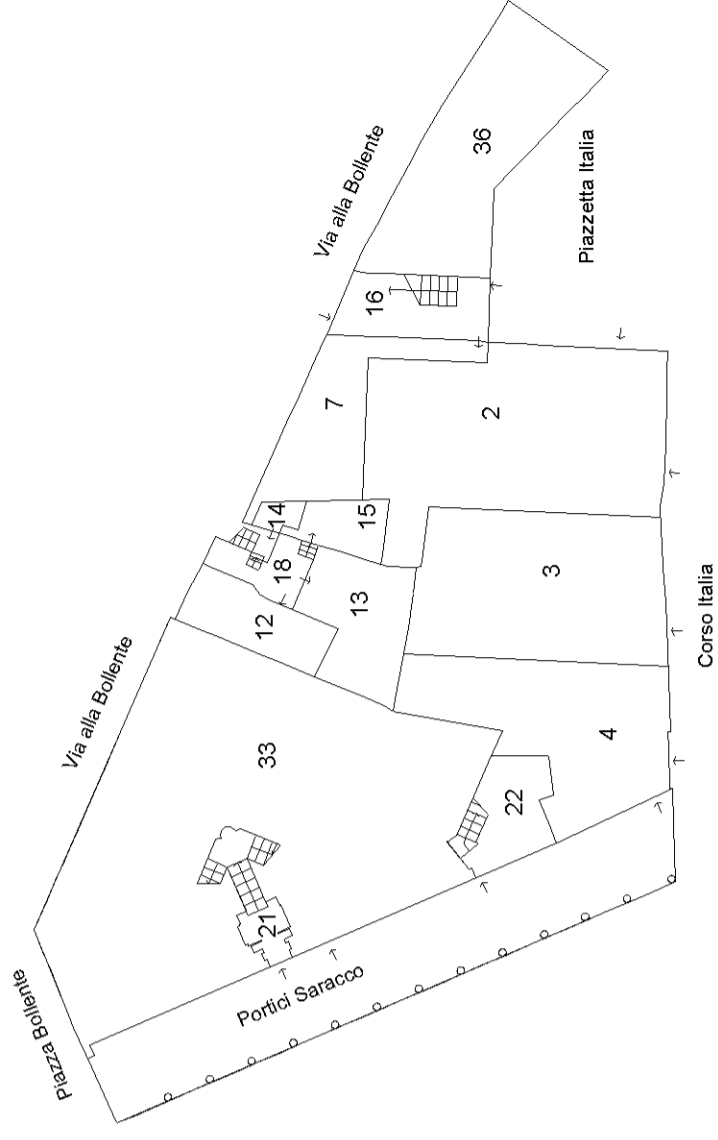 Via alla Bollente
36
Piazzetta Italia
16
7
2
14
15
18
13
3
12
Via alla Bollente
Corso Italia
33
4
22
21
Portici Saracco
Piazza Bollente